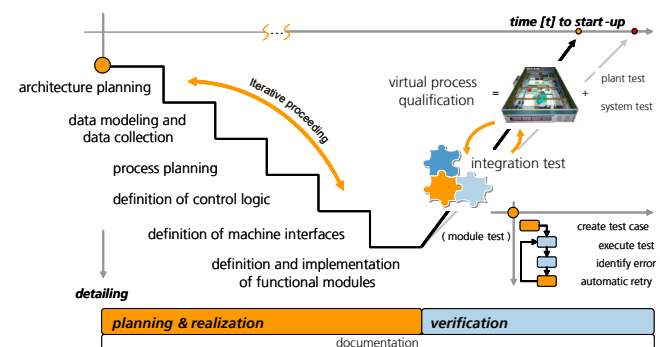 time [t] to start-up
architecture planning
Iterative proceeding
virtual process
qualification
=
+
plant test
system test
data modeling and
data collection
process planning
integration test
definition of control logic
definition of machine interfaces
( module test )
create test case
execute test
identify error
automatic retry
definition and implementation
of functional modules
detailing
planning & realization
verification
documentation